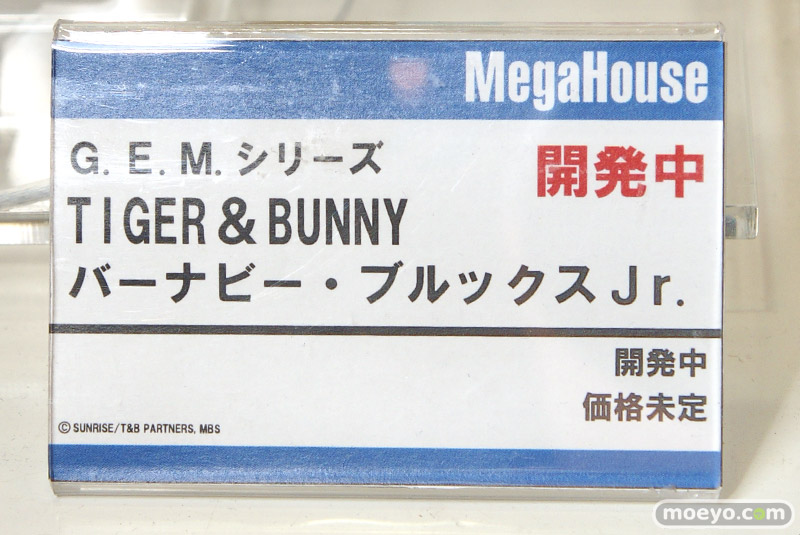 MegaHouse
G.E.M.シリーズ
開発中
TIGER & BUNNY
バーナビー・ブルックスJr.
開発中
価格未定
©SUNRISE/T&B PARTNERS, MBS
moeyo.com